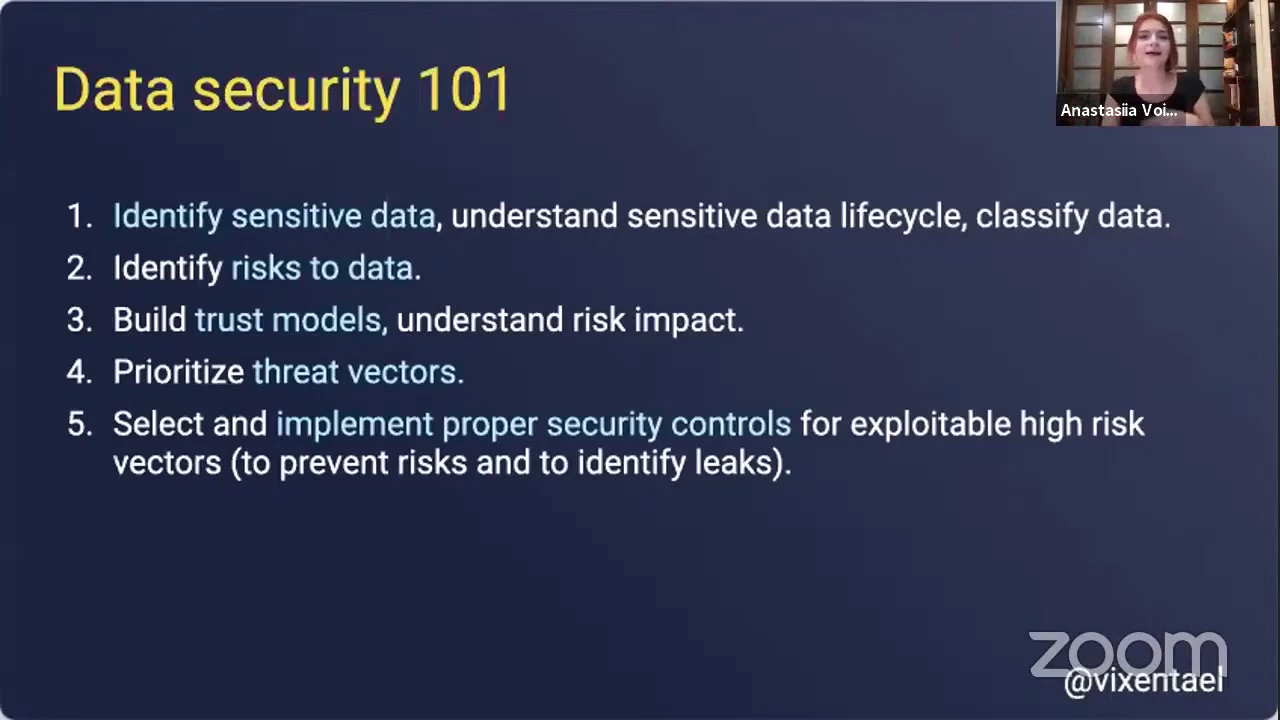 Data security 101
Anastasiia Voi...
1. Identify sensitive data, understand sensitive data lifecycle, classify data.
2. Identify risks to data.
3. Build trust models, understand risk impact.
4. Prioritize threat vectors.
5. Select and implement proper security controls for exploitable high risk
vectors (to prevent risks and to identify leaks).
zoom
@vixentael